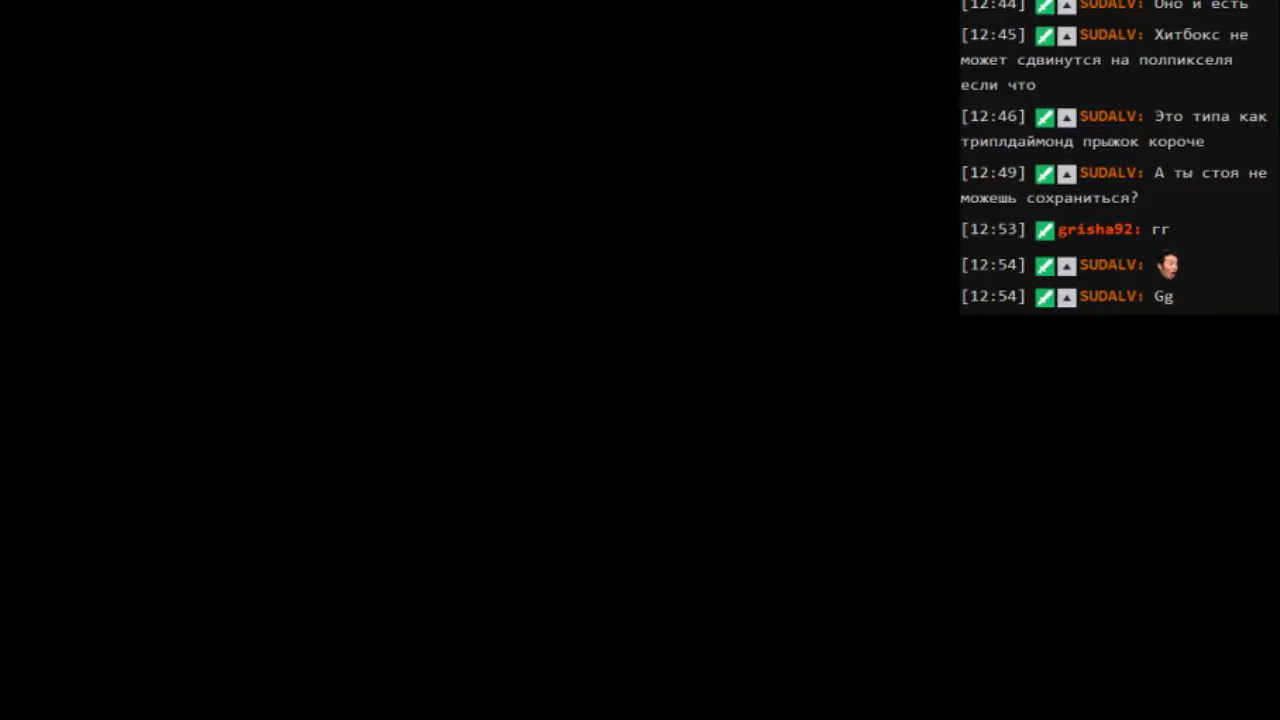 [12:44] SUDALV: Оно и есть
[12:45] SUDALV: Хитбокс не
может сдвинутся на полпикселя
если что
[12:46] SUDALV: Это типа как
триплдаймонд прыжок короче
[12:49] SUDALV: А ты стоя не
можешь сохраниться?
[12:53] grisha92: гг
[12:54] SUDALV:
[12:54] SUDALV: Gg